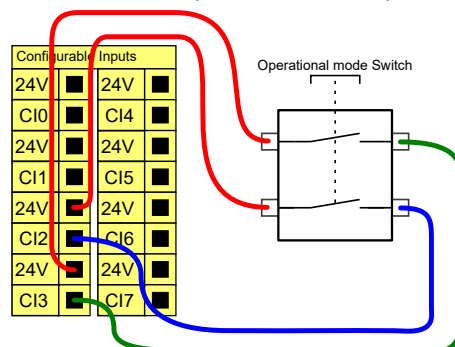 Configurable Inputs
Operational mode Switch
24V 24V
CI0 CI4
24V 24V
CI1 CI5
24V 24V
CI2 CI6
24V 24V
CI3 CI7